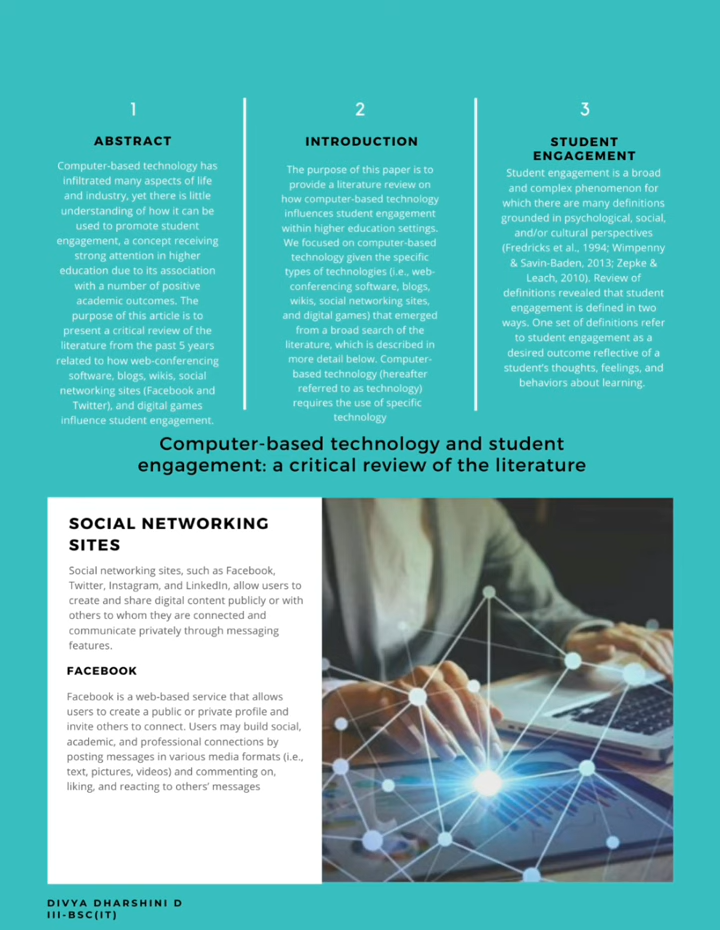 1
ABSTRACT
Computer-based technology has
infiltrated many aspects of life
and industry, yet there is little
understanding of how it can be
used to promote student
engagement, a concept receiving
strong attention in higher
education due to its association
with a number of positive
academic outcomes. The
purpose of this article is to
present a critical review of the
literature from the past 5 years
related to how web-conferencing
software, blogs, wikis, social
networking sites (Facebook and
Twitter), and digital games
influence student engagement.
2
INTRODUCTION
The purpose of this paper is to
provide a literature review on
how computer-based technology
influences student engagement
within higher education settings.
We focused on computer-based
technology given the specific
types of technologies (i.e., web-
conferencing software, blogs,
wikis, social networking sites,
and digital games) that emerged
from a broad search of the
literature, which is described in
more detail below. Computer-
based technology (hereafter
referred to as technology)
requires the use of specific
technology
3
STUDENT
ENGAGEMENT
Student engagement is a broad
and complex phenomenon for
which there are many definitions
grounded in psychological, social,
and/or cultural perspectives
(Fredricks et al., 1994; Wimpenny
& Savin-Baden, 2013; Zepke &
Leach, 2010). Review of
definitions revealed that student
engagement is defined in two
ways. One set of definitions refer
to student engagement as a
desired outcome reflective of a
student's thoughts, feelings, and
behaviors about learning.
Computer-based technology and student
engagement: a critical review of the literature
SOCIAL NETWORKING
SITES
Social networking sites, such as Facebook,
Twitter, Instagram, and LinkedIn, allow users to
create and share digital content publicly or with
others to whom they are connected and
communicate privately through messaging
features.
FACEBOOK
Facebook is a web-based service that allows
users to create a public or private profile and
invite others to connect. Users may build social,
academic, and professional connections by
posting messages in various media formats (i.e.,
text, pictures, videos) and commenting on,
liking, and reacting to others' messages
DIVYA DHARSHINI D
III-BSC(IT)